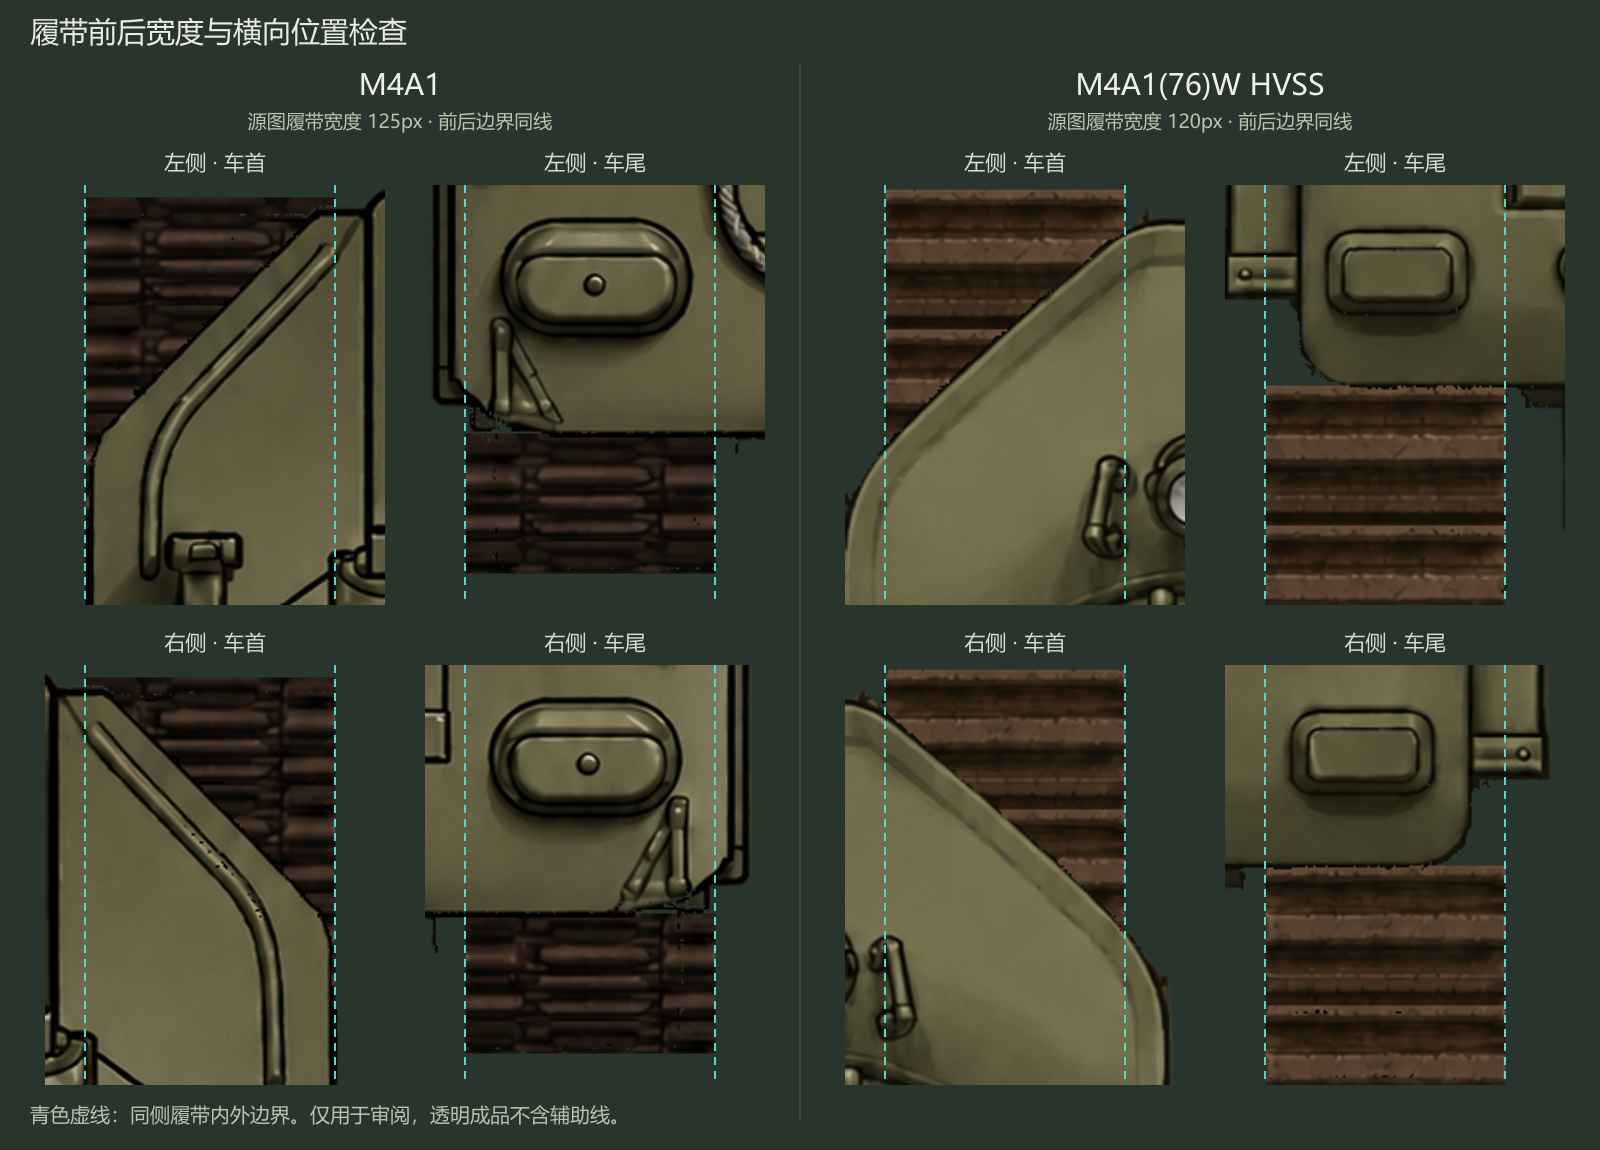 履带前后宽度与横向位置检查
M4A1
源图履带宽度 125px · 前后边界同线
左侧 · 车首
左侧 · 车尾
右侧 · 车首
右侧 · 车尾
M4A1(76)W HVSS
源图履带宽度 120px · 前后边界同线
左侧 · 车首
左侧 · 车尾
右侧 · 车首
右侧 · 车尾
青色虚线：同侧履带内外边界。仅用于审阅，透明成品不含辅助线。